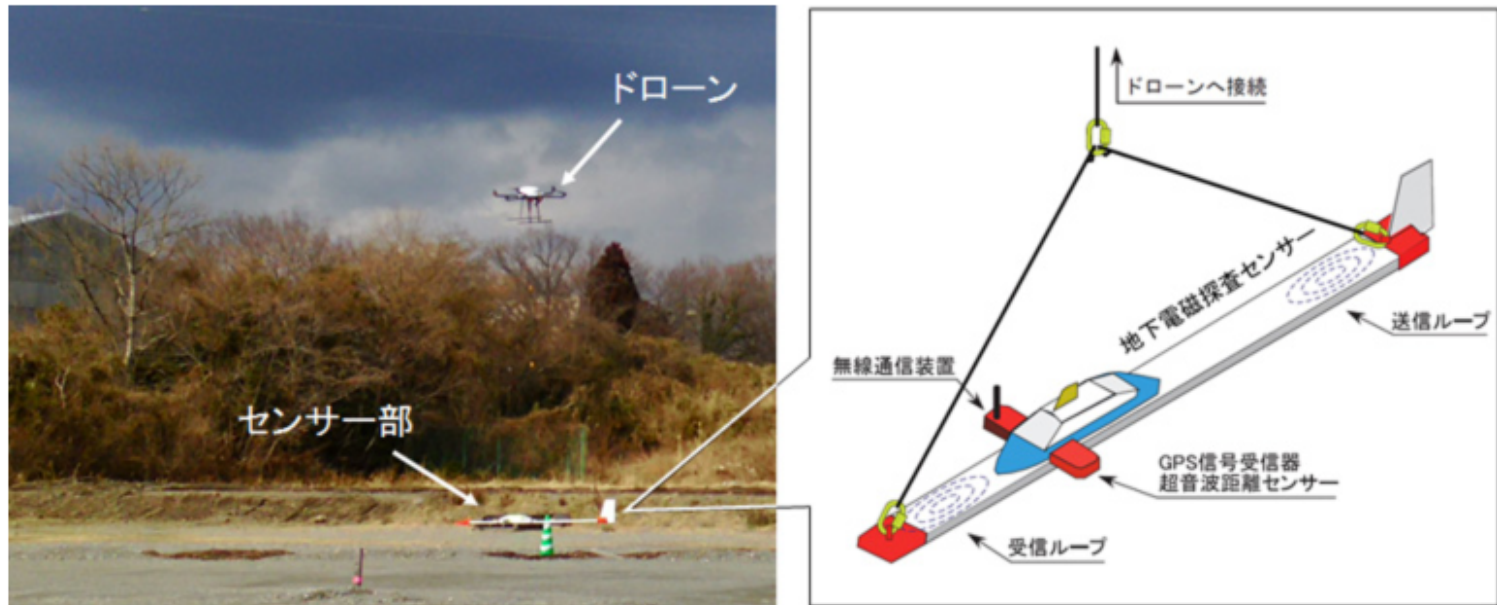 ドローン
センサー部
ドローンへ接続
地下電磁探査センサー
送信ループ
無線通信装置
GPS信号受信器
超音波距離センサー
受信ループ